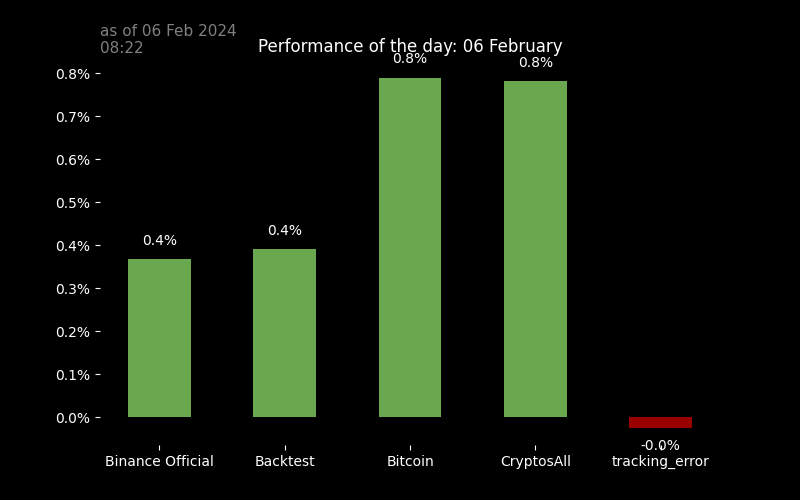 as of 06 Feb 2024
08:22
Performance of the day: 06 February
0.8%
0.7%
0.6%
0.5%
0.4%
0.3%
0.2%
0.1%
0.0%
0.4%
0.4%
0.8%
0.8%
-0.0%
Binance Official
Backtest
Bitcoin
CryptosAll
tracking_error